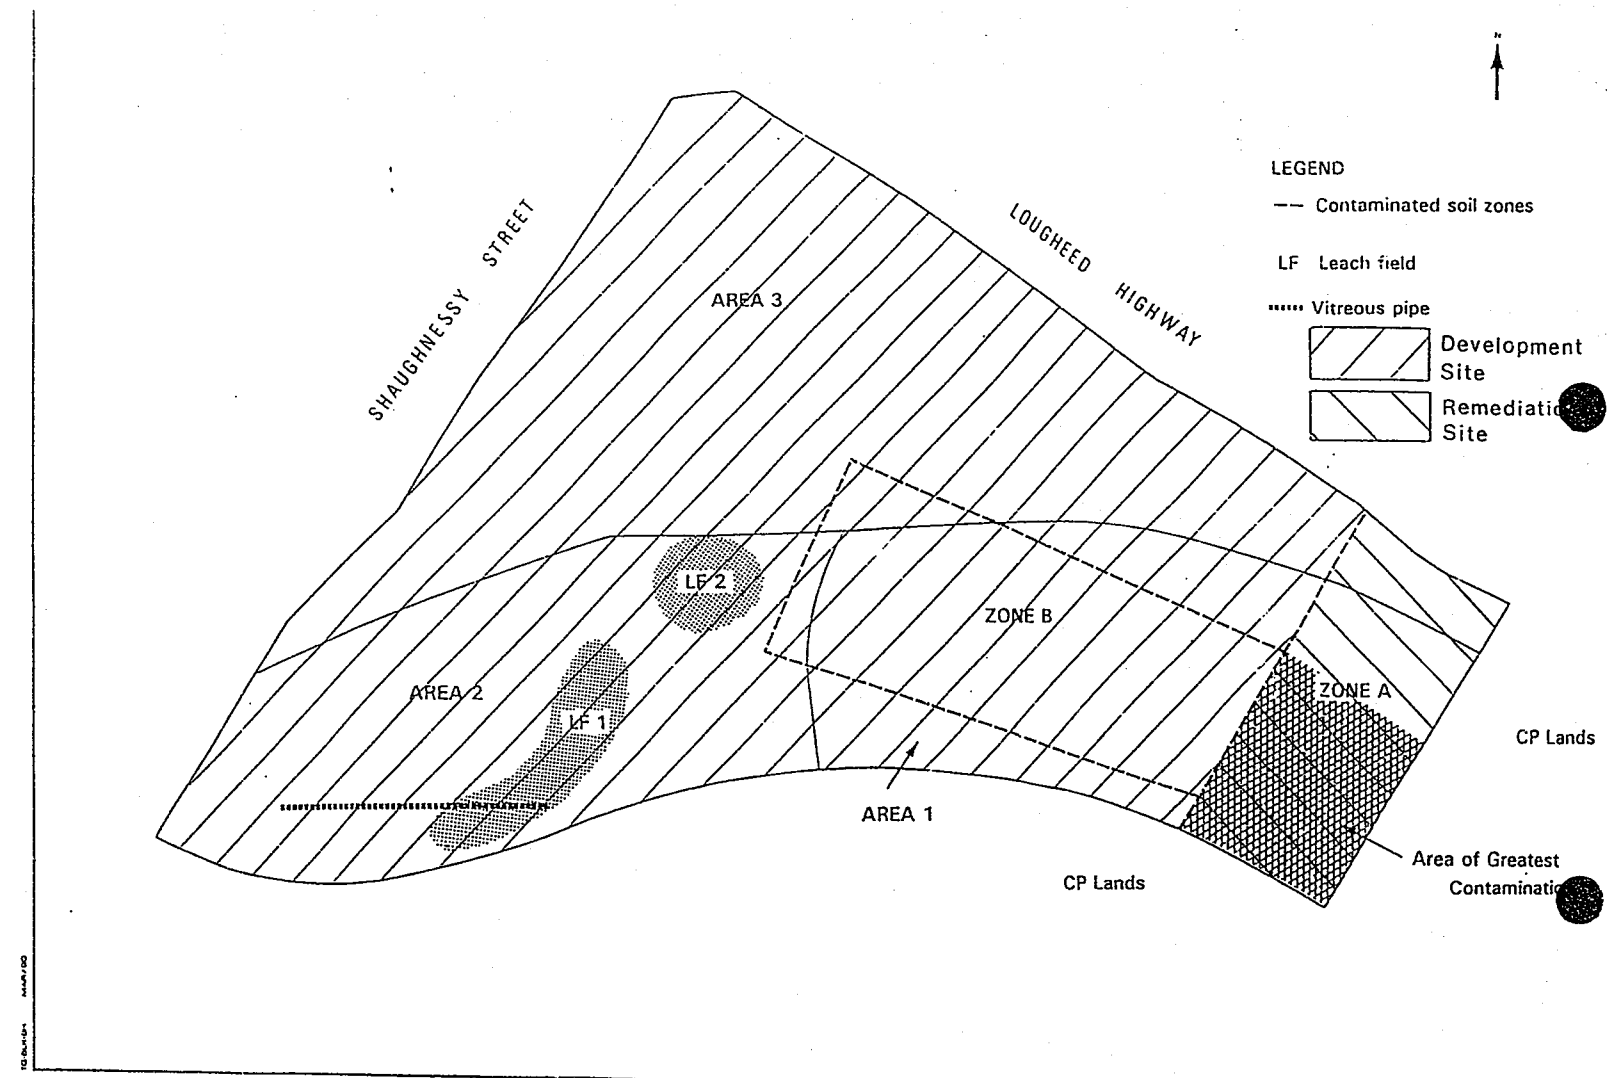 N
LEGEND
Contaminated soil zones
LF Leach field
Vitreous pipe
Development
Site
Remediatio
Site
SHAUGHNESSY STREET
LOUGHEED HIGHWAY
AREA 3
LF 2
ZONE B
AREA 2
LF 1
ZONE A
CP Lands
AREA 1
Area of Greatest
Contaminatio
CP Lands